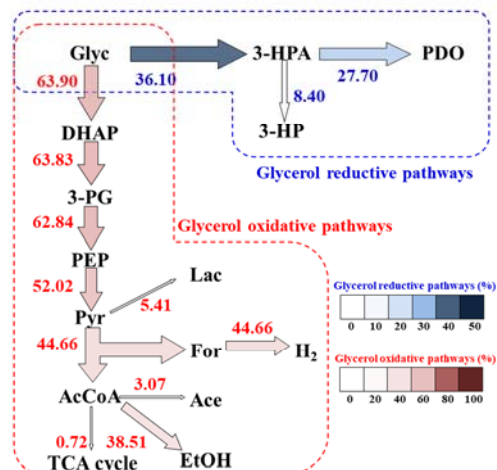 Glyc
3-HPA
PDO
63.90
36.10
27.70
8.40
DHAP
3-HP
63.83
Glycerol reductive pathways
3-PG
62.84
Glycerol oxidative pathways
PEP
52.02
Lac
5.41
Pyr
44.66
For
44.66
H2
AcCoA
3.07
Ace
0.72
38.51
TCA cycle
EtOH
Glycerol reductive pathways (%)
0 10 20 30 40 50
Glycerol oxidative pathways (%)
0 20 40 60 80 100